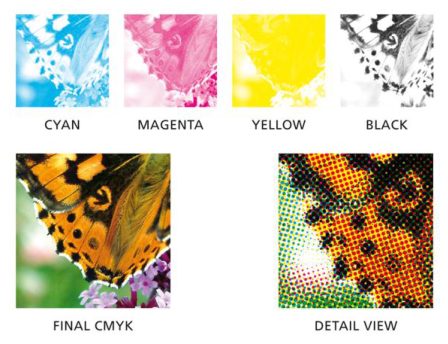 CYAN
MAGENTA
YELLOW
BLACK
FINAL CMYK
DETAIL VIEW